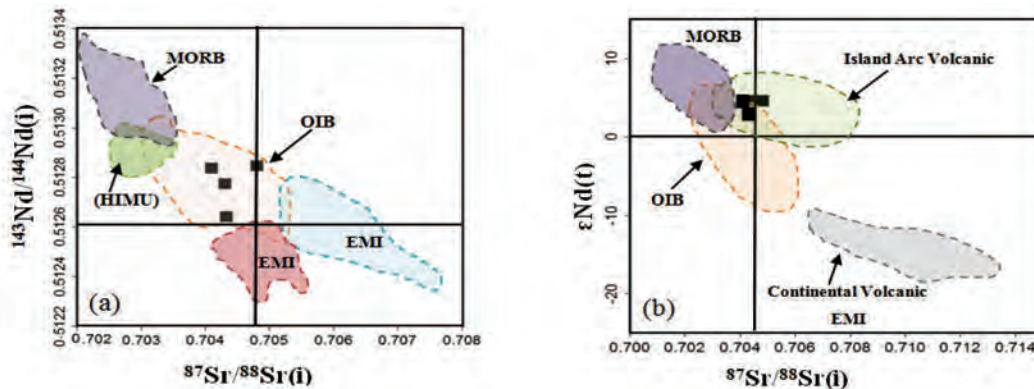 143Nd/144Nd(i)
0.5134
0.5132
0.5130
0.5128
0.5126
0.5124
0.5122
MORB
OIB
(HIMU)
EMI
EMI
(a)
0.702 0.703 0.704 0.705 0.706 0.707 0.708
87Sr/88Sr(i)
εNd(t)
10
0
-10
-20
MORB
Island Arc Volcanic
OIB
Continental Volcanic
EMI
(b)
0.700 0.702 0.704 0.706 0.708 0.710 0.712 0.714
87Sr/88Sr(i)